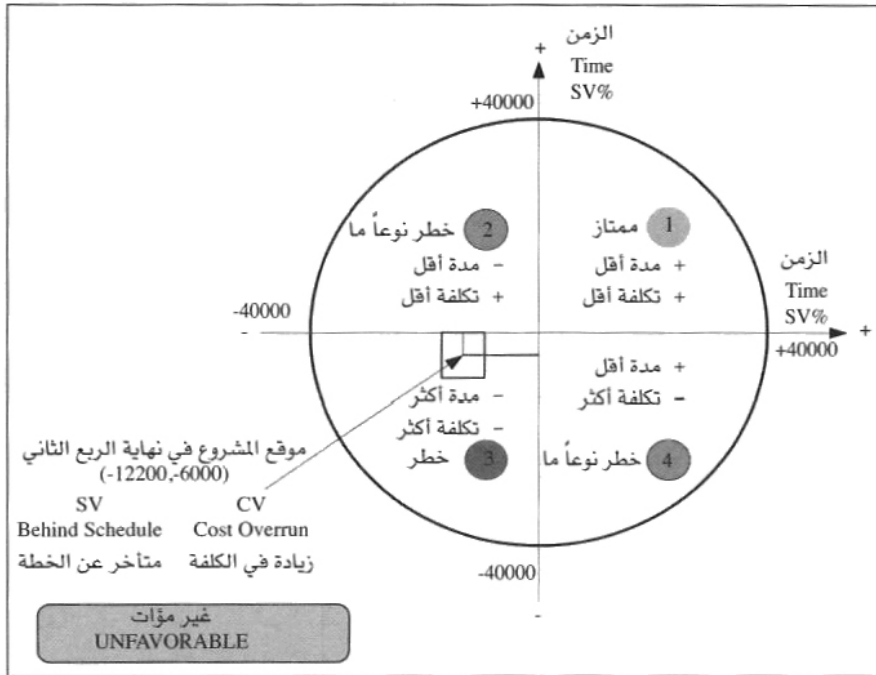 الزمن
+
Time
SV%
+40000
1 ممتاز
+ مدة أقل
+ تكلفة أقل
2 خطر نوعاً ما
- مدة أقل
+ تكلفة أقل
الزمن
Time
SV%
+40000
+
-40000
-
+ مدة أقل
- تكلفة أكثر
4 خطر نوعاً ما
- مدة أكثر
- تكلفة أكثر
3 خطر
موقع المشروع في نهاية الربع الثاني
(-12200,-6000)
SV CV
Behind Schedule Cost Overrun
متأخر عن الخطة زيادة في الكلفة
-40000
-
غير مؤات
UNFAVORABLE